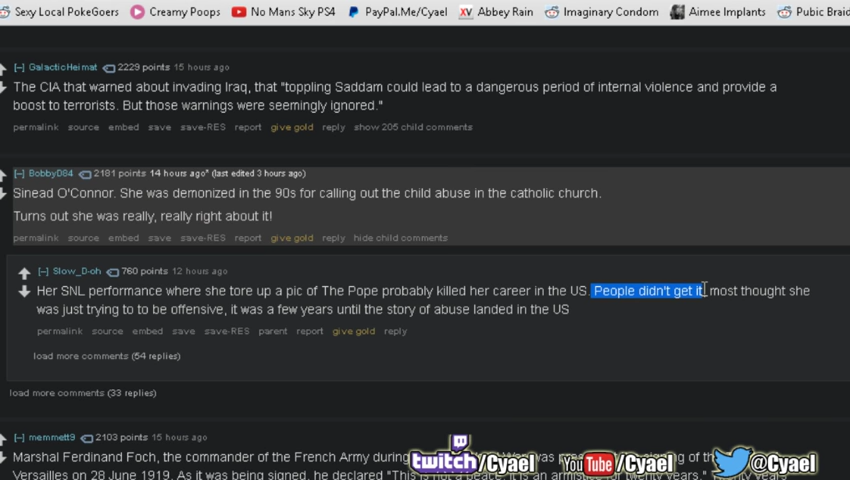 Sexy Local PokeGoers Creamy Poops No Mans Sky PS4 PayPal.Me/Cyael XV Abbey Rain Imaginary Condom Aimee Implants Pubic Braid
[–] GalacticHeimat 2229 points 15 hours ago
The CIA that warned about invading Iraq, that "toppling Saddam could lead to a dangerous period of internal violence and provide a
boost to terrorists. But those warnings were seemingly ignored."
permalink source embed save save-RES report give gold reply show 205 child comments
[–] BobbyD84 2181 points 14 hours ago* (last edited 3 hours ago)
Sinead O'Connor. She was demonized in the 90s for calling out the child abuse in the catholic church.
Turns out she was really, really right about it!
permalink source embed save save-RES report give gold reply hide child comments
[–] Slow_D-oh 760 points 12 hours ago
Her SNL performance where she tore up a pic of The Pope probably killed her career in the US. People didn't get it, most thought she
was just trying to to be offensive, it was a few years until the story of abuse landed in the US
permalink source embed save save-RES parent report give gold reply
load more comments (54 replies)
load more comments (33 replies)
[–] memmett9 2103 points 15 hours ago
Marshal Ferdinand Foch, the commander of the French Army during
twitch/Cyael YouTube/Cyael @Cyael
Versailles on 28 June 1919. As it was being signed, he declared "This is not a peace. It is an armistice for twenty years." Twenty years